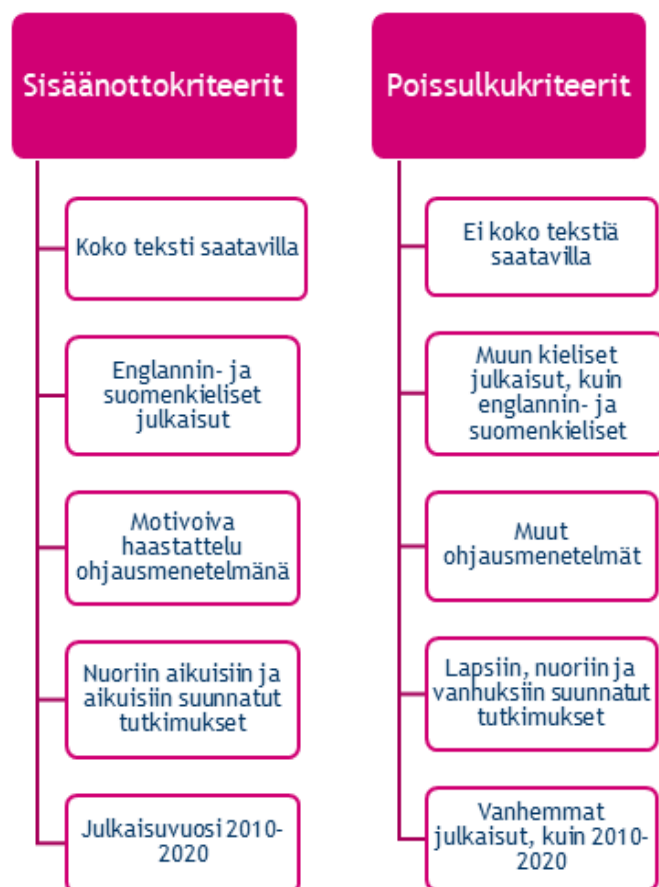 Sisäänottokriteerit
Koko teksti saatavilla
Englannin- ja
suomenkieliset
julkaisut
Motivoiva
haastattelu
ohjausmenetelmänä
Nuoriin aikuisiin ja
aikuisiin suunnatut
tutkimukset
Julkaisuvuosi 2010-
2020
Poissulkukriteerit
Ei koko tekstiä
saatavilla
Muun kieliset
julkaisut, kuin
englannin- ja
suomenkieliset
Muut
ohjausmenetelmät
Lapsiin, nuoriin ja
vanhuksiin suunnatut
tutkimukset
Vanhemmat
julkaisut, kuin 2010-
2020